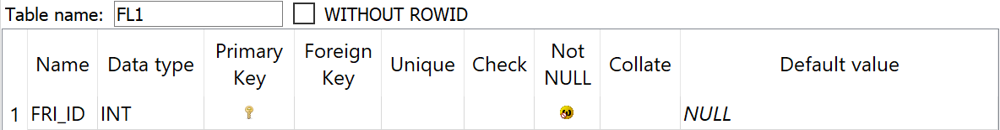 Table name: FL1 WITHOUT ROWID
Name Data type Primary Key Foreign Key Unique Check Not NULL Collate Default value
1 FRI_ID INT NULL